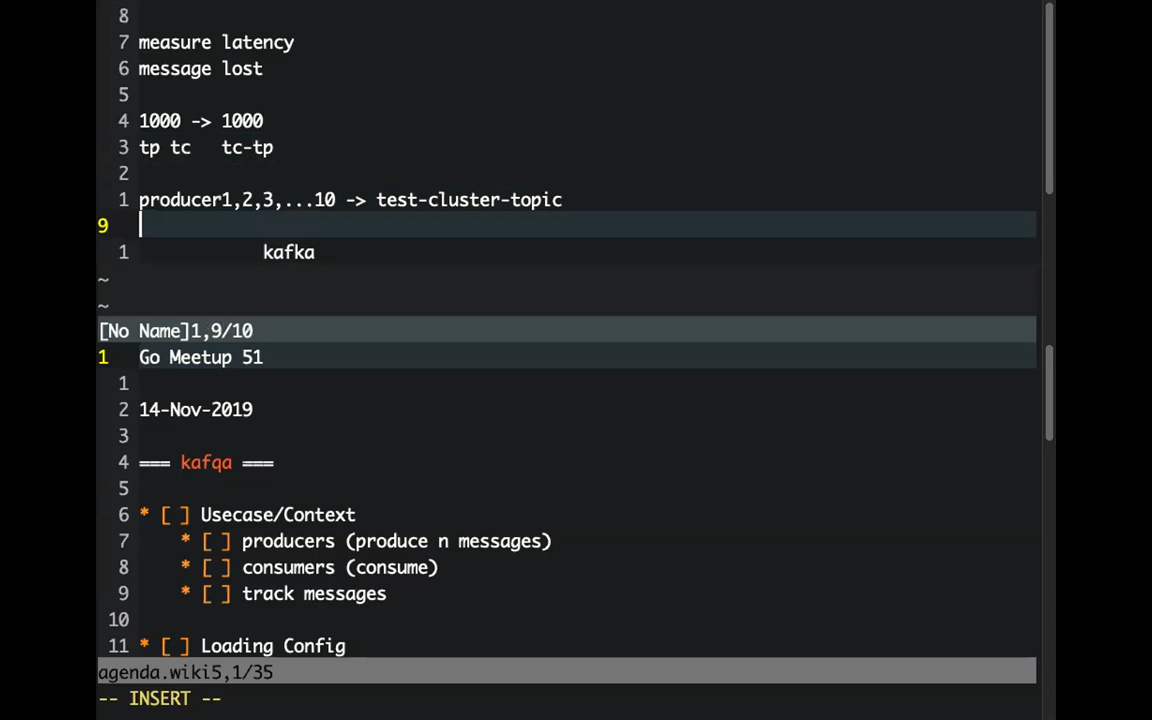 8
7 measure latency
6 message lost
5
4 1000 -> 1000
3 tp tc   tc-tp
2
1 producer1,2,3,...10 -> test-cluster-topic
9
1             kafka
~
~
[No Name]1,9/10
1 Go Meetup 51
1
2 14-Nov-2019
3
4 === kafqa ===
5
6 * [ ] Usecase/Context
7     * [ ] producers (produce n messages)
8     * [ ] consumers (consume)
9     * [ ] track messages
10
11 * [ ] Loading Config
agenda.wiki5,1/35
-- INSERT --